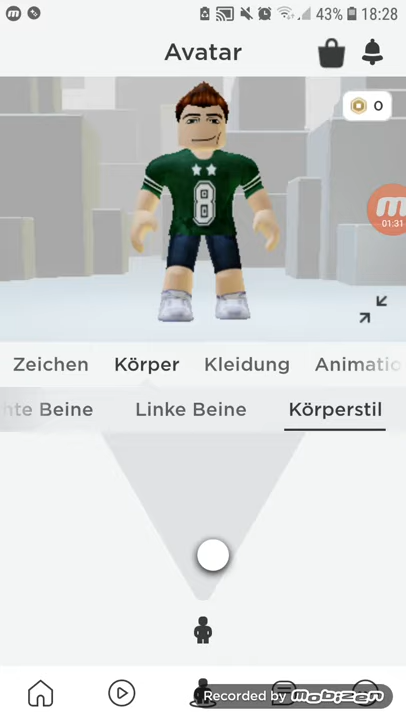 43% 18:28
Avatar
0
01:31
Zeichen Körper Kleidung Animatio
hte Beine Linke Beine Körperstil
8
Recorded by mobizen